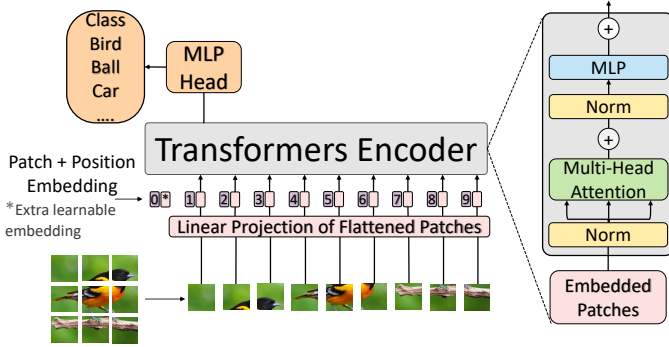 Class
Bird
Ball
Car
....
MLP
Head
Transformers Encoder
Patch + Position
Embedding
*Extra learnable
embedding
0 * 1 2 3 4 5 6 7 8 9
Linear Projection of Flattened Patches
+
MLP
Norm
+
Multi-Head
Attention
Norm
Embedded
Patches